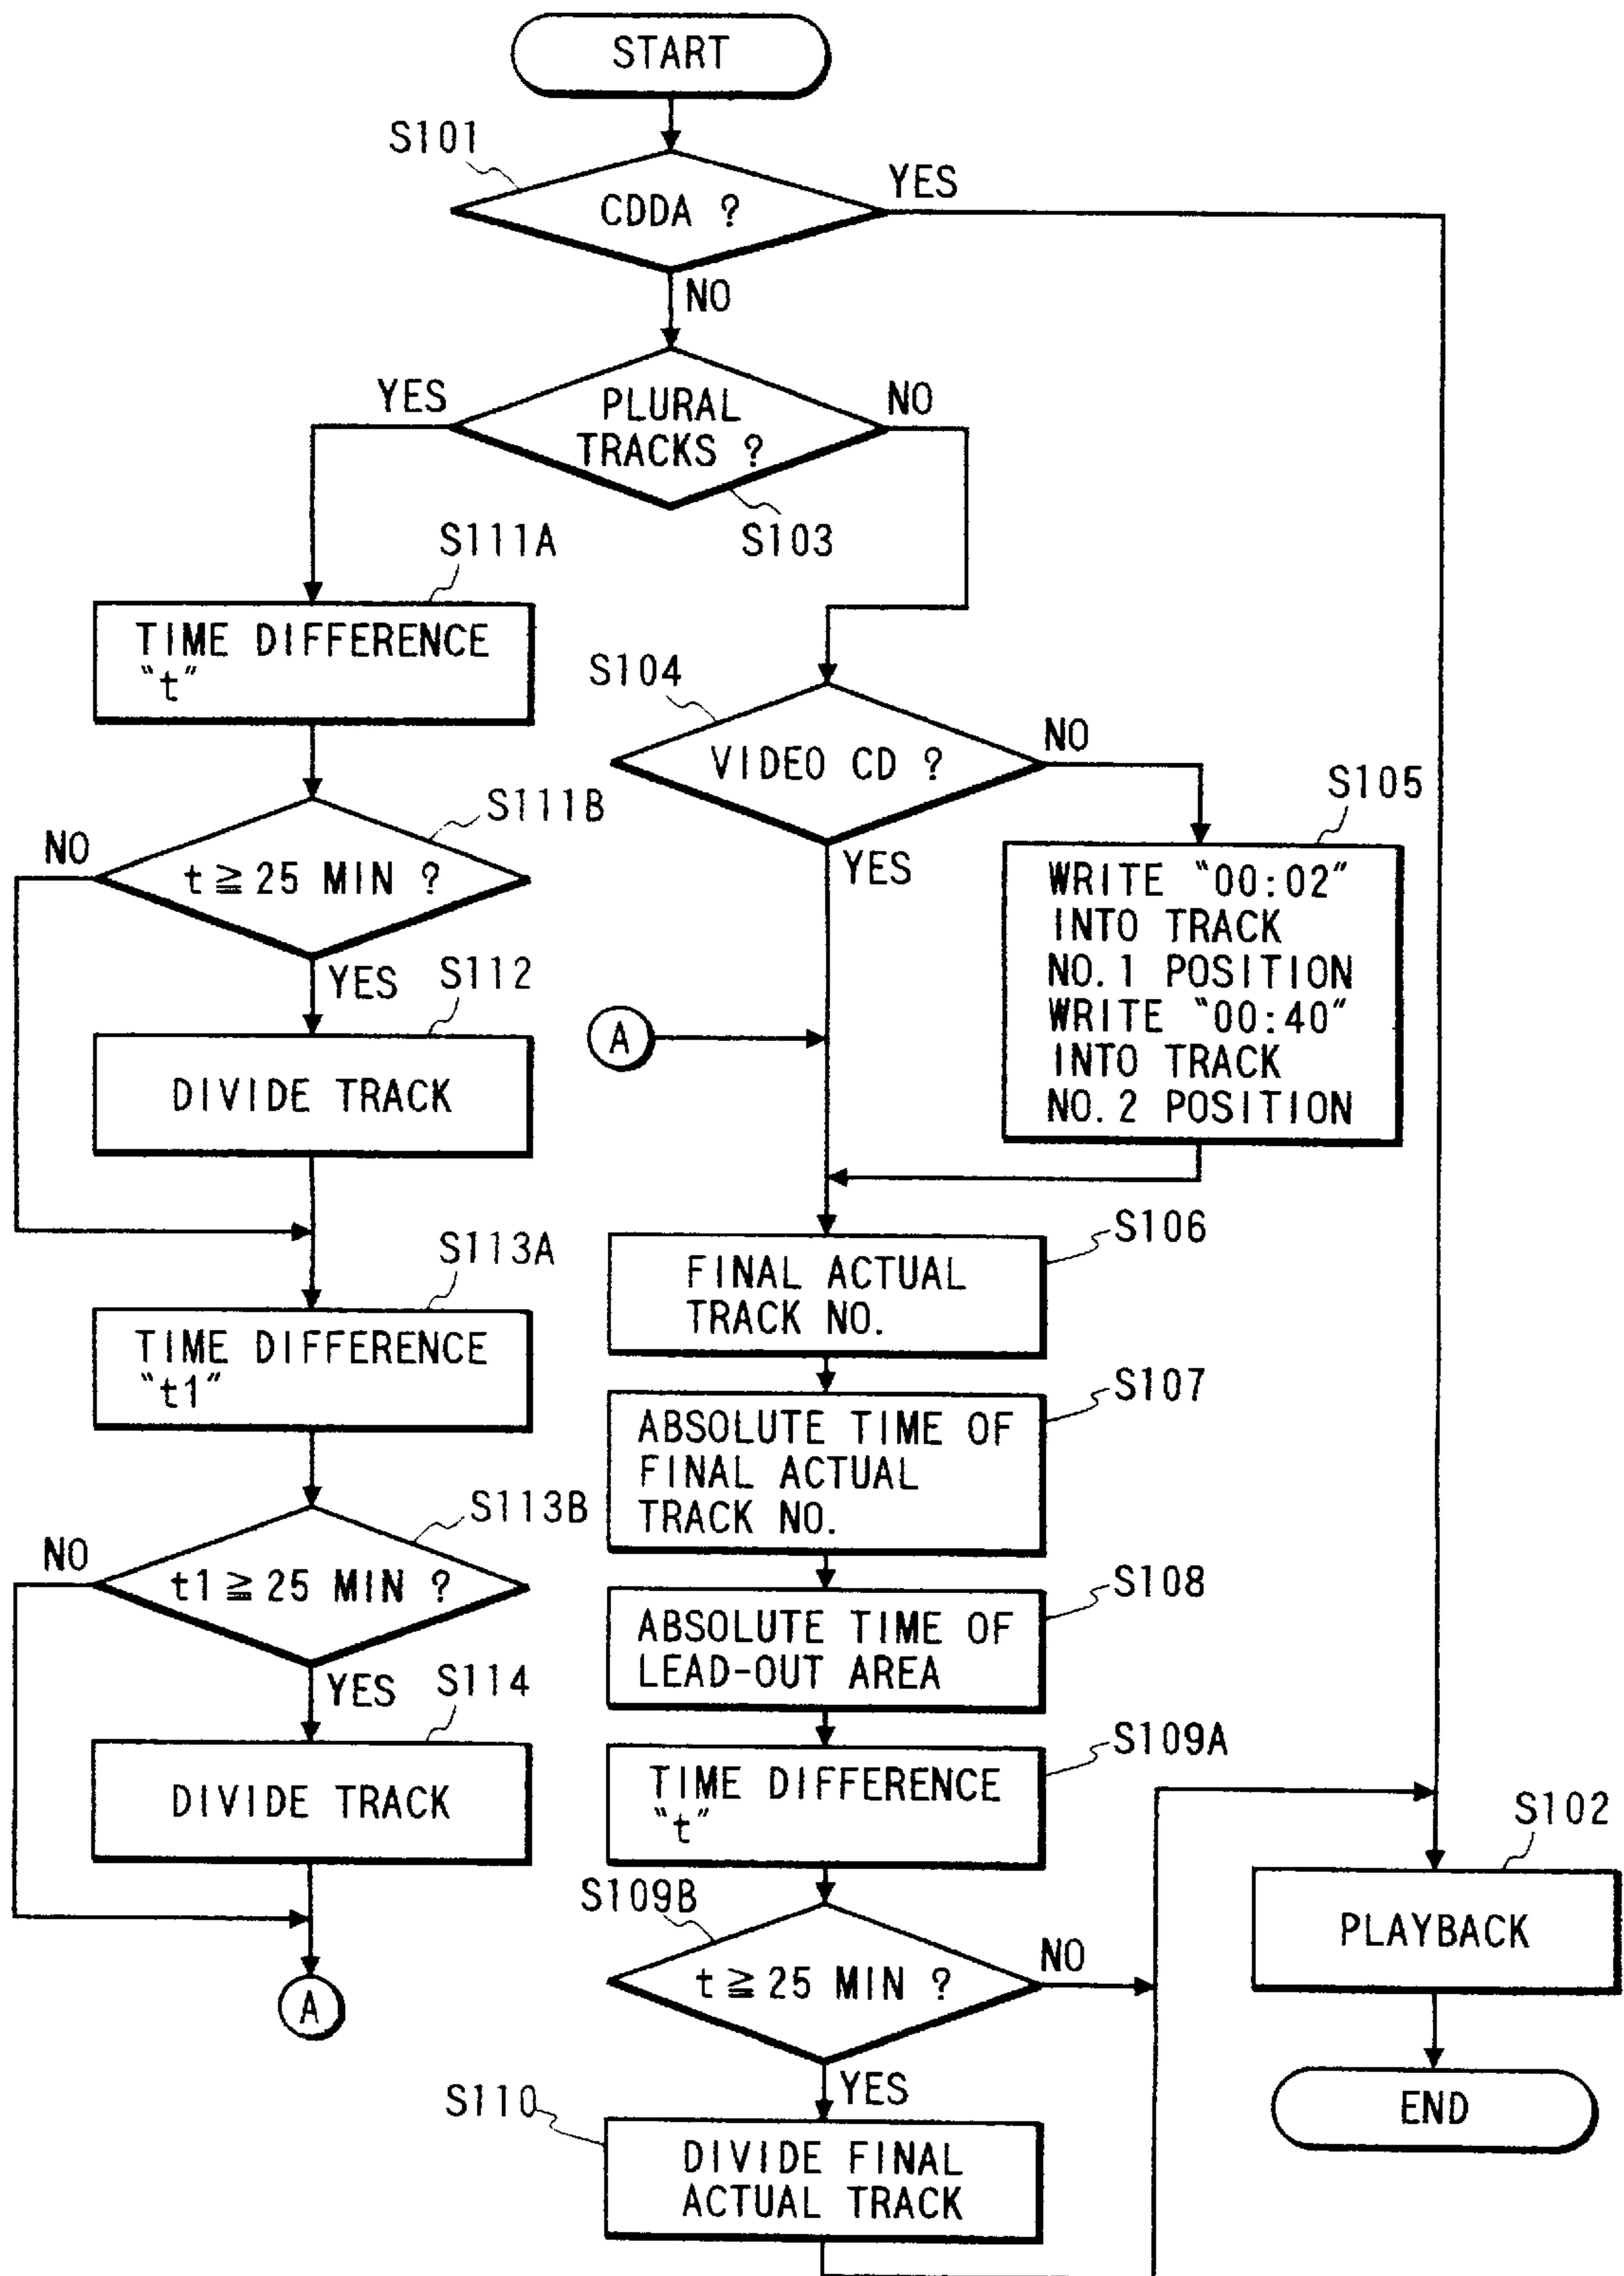 START
S101
CDDA ?
YES
NO
PLURAL
TRACKS ?
YES
NO
S103
S111A
TIME DIFFERENCE
"t"
S111B
t ≧ 25 MIN ?
NO
YES
S112
DIVIDE TRACK
S113A
TIME DIFFERENCE
"t1"
S113B
t1 ≧ 25 MIN ?
NO
YES
S114
DIVIDE TRACK
A
S104
VIDEO CD ?
NO
YES
S105
WRITE "00:02"
INTO TRACK
NO.1 POSITION
WRITE "00:40"
INTO TRACK
NO.2 POSITION
A
S106
FINAL ACTUAL
TRACK NO.
S107
ABSOLUTE TIME OF
FINAL ACTUAL
TRACK NO.
S108
ABSOLUTE TIME OF
LEAD-OUT AREA
S109A
TIME DIFFERENCE
"t"
S109B
t ≧ 25 MIN ?
NO
YES
S110
DIVIDE FINAL
ACTUAL TRACK
S102
PLAYBACK
END